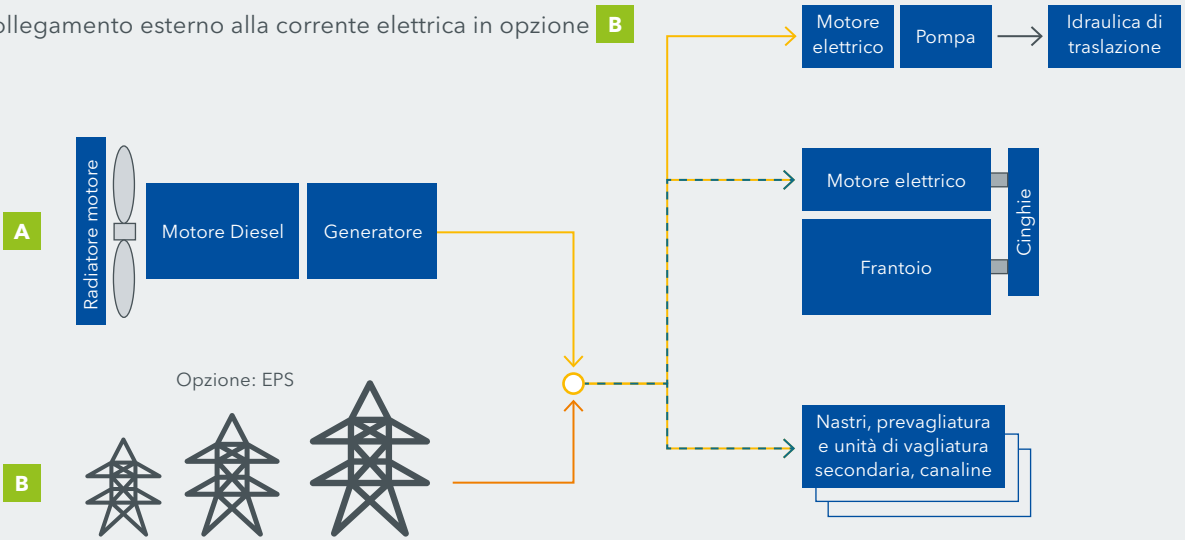 ollegamento esterno alla corrente elettrica in opzione B
Motore
elettrico
Pompa
Idraulica di
traslazione
A
Radiatore motore
Motore Diesel
Generatore
Motore elettrico
Frantoio
Cinghie
Opzione: EPS
B
Nastri, prevagliatura
e unità di vagliatura
secondaria, canaline